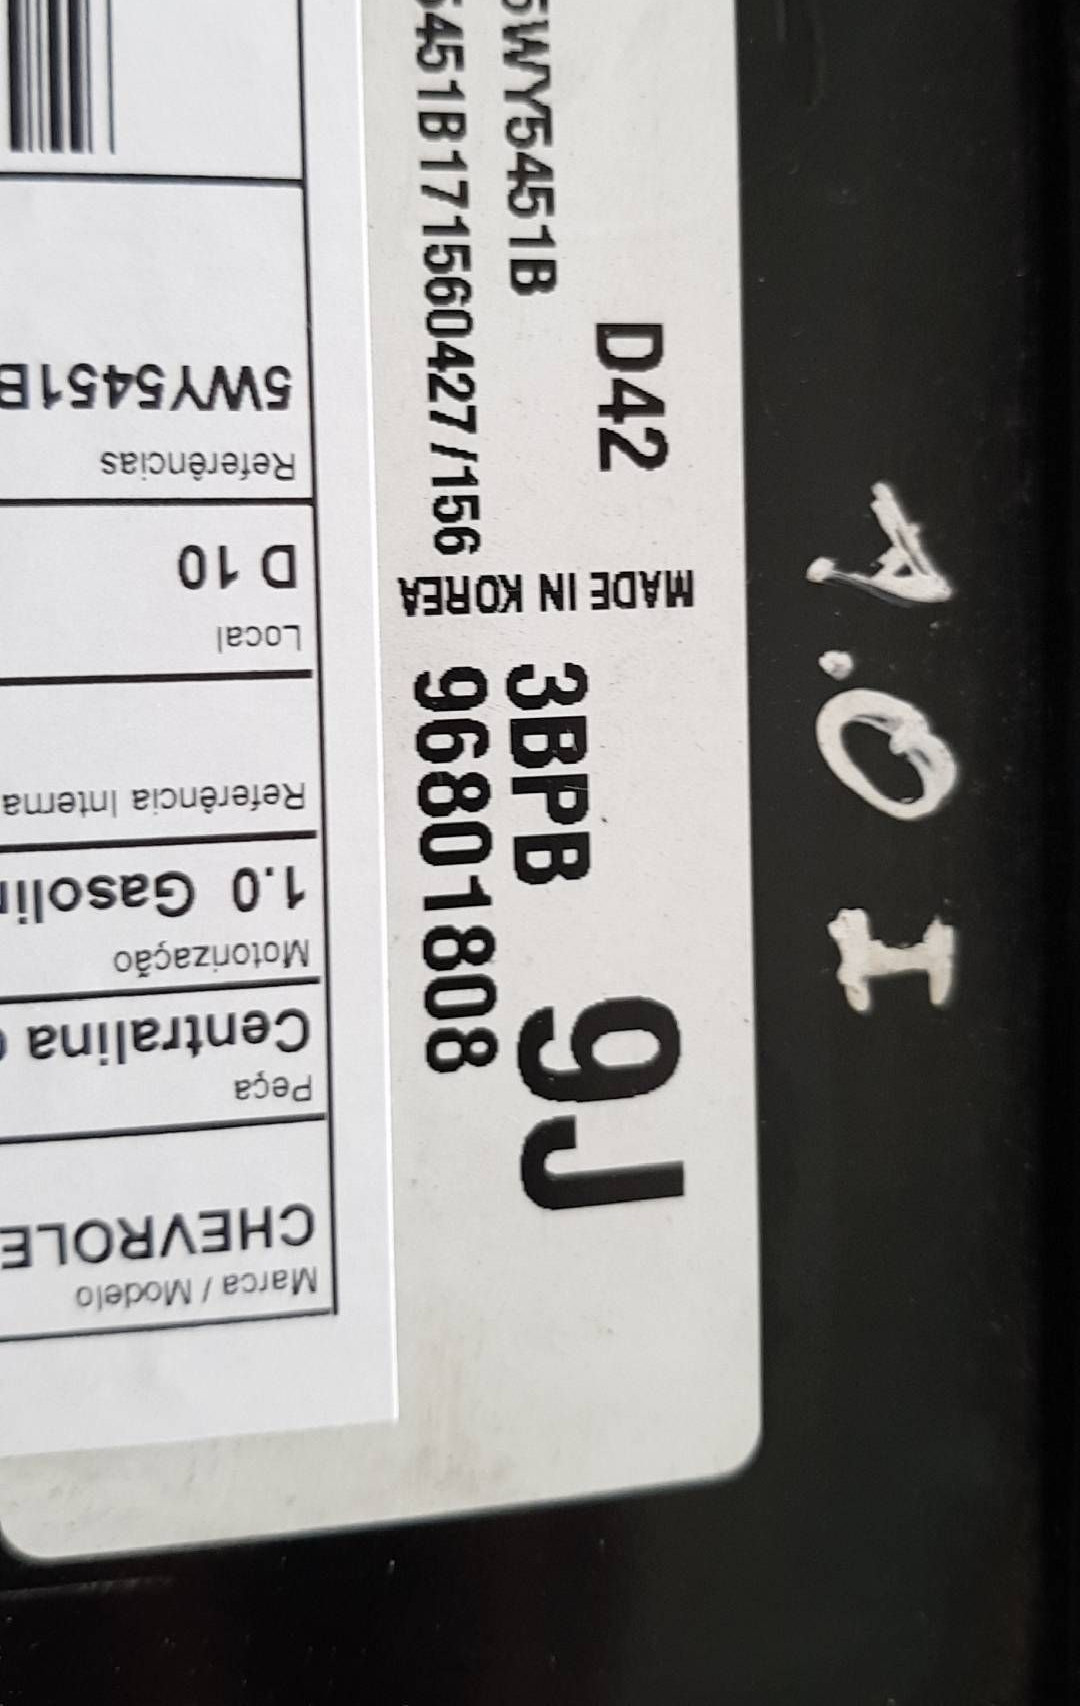 Marca / Modelo
CHEVROLE
Peça
Centralina
Motorização
1.0 Gasolin
Referência Interna
Local
D 10
Referências
5WY5451B
D42
5WY5451B
5451B171560427/156
MADE IN KOREA
9J
3BPB
96801808
1.0 I